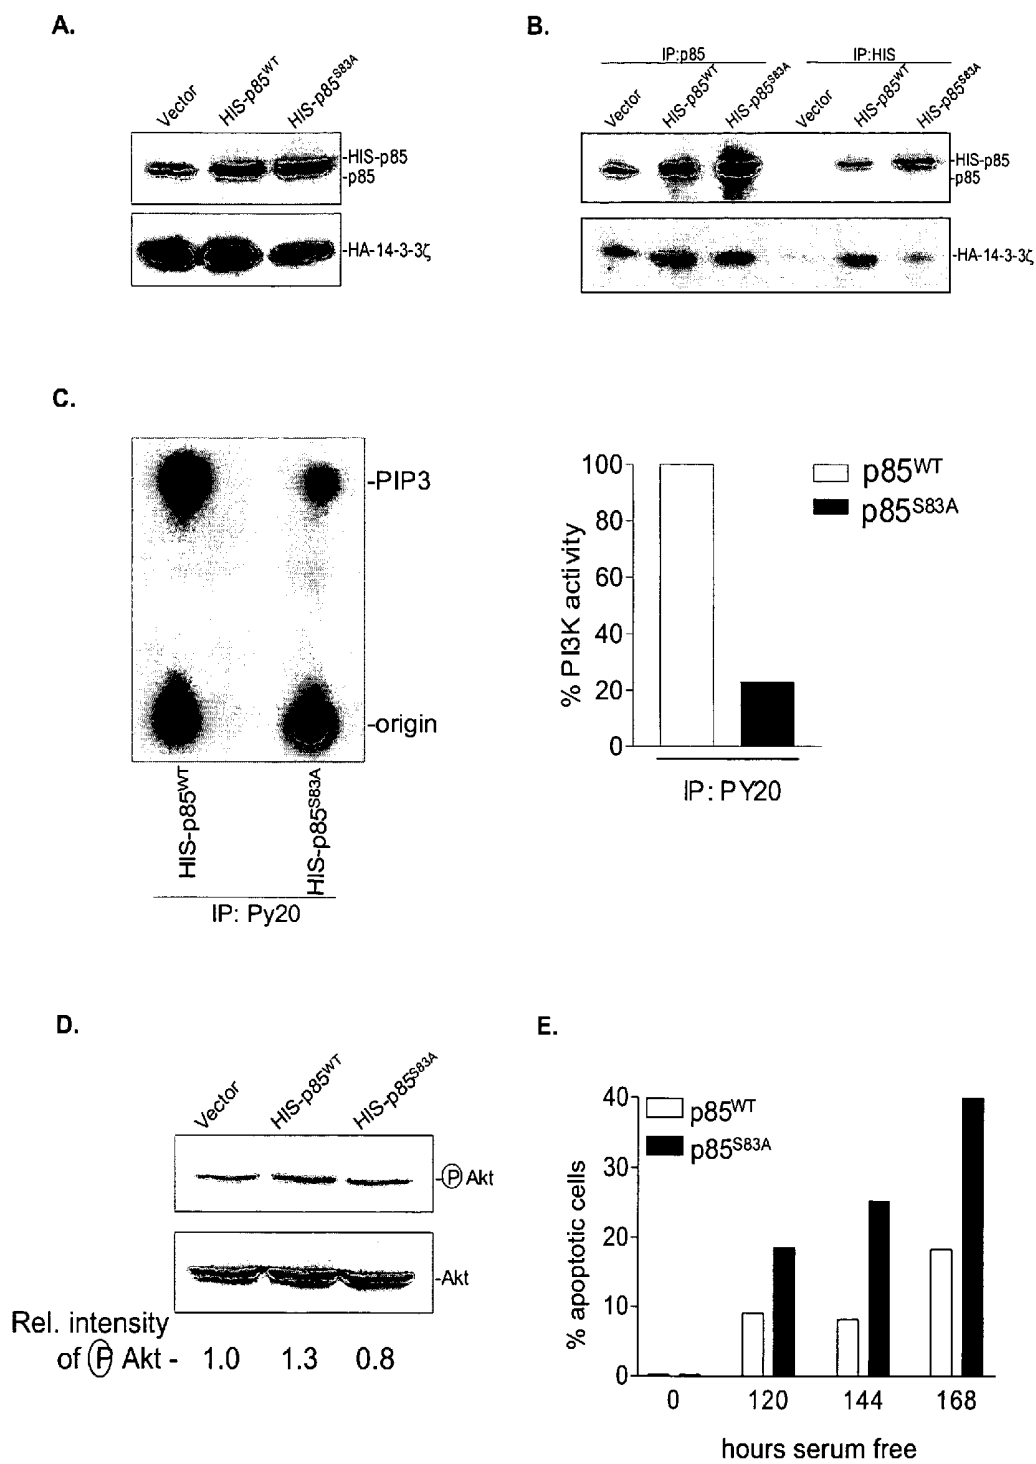 A.
Vector HIS-p85WT HIS-p85S83A
-HIS-p85
-p85
-HA-14-3-3ζ
B.
IP:p85 IP:HIS
Vector HIS-p85WT HIS-p85S83A Vector HIS-p85WT HIS-p85S83A
-HIS-p85
-p85
-HA-14-3-3ζ
C.
-PIP3
-origin
HIS-p85WT HIS-p85S83A
IP: Py20
% PI3K activity
100
80
60
40
20
0
p85WT
p85S83A
IP: PY20
D.
Vector HIS-p85WT HIS-p85S83A
-Ⓟ Akt
-Akt
Rel. intensity
of Ⓟ Akt - 1.0 1.3 0.8
E.
% apoptotic cells
40
30
20
10
0
p85WT
p85S83A
0 120 144 168
hours serum free